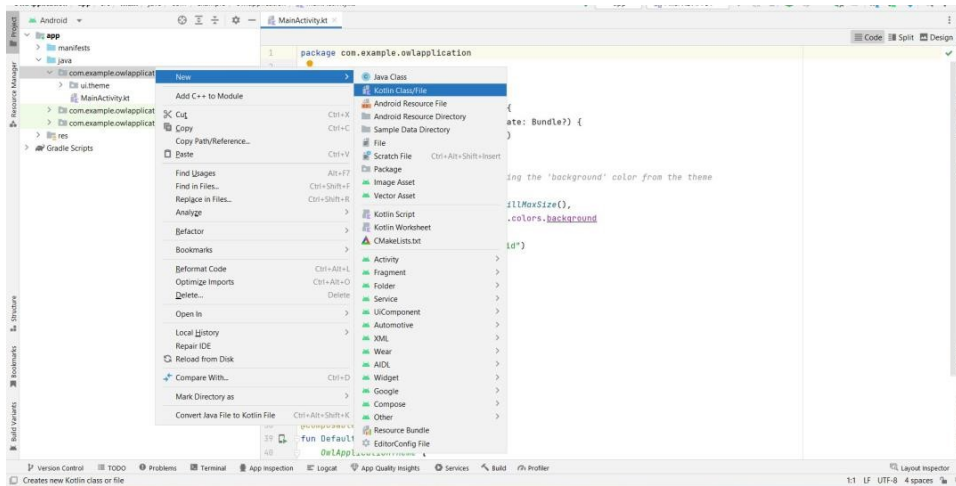 Android
MainActivity.kt
Project
app
manifests
java
com.example.owlapplicat
ui.theme
MainActivity.kt
com.example.owlapplicat
com.example.owlapplicat
res
Gradle Scripts
Resource Manager
Structure
Bookmarks
Build Variants
Code Split Design
1 package com.example.owlapplication
New
Add C++ to Module
Cut Ctrl+X
Copy Ctrl+C
Copy Path/Reference...
Paste Ctrl+V
Find Usages Alt+F7
Find in Files... Ctrl+Shift+F
Replace in Files... Ctrl+Shift+R
Analyze
Refactor
Bookmarks
Reformat Code Ctrl+Alt+L
Optimize Imports Ctrl+Alt+O
Delete... Delete
Open In
Local History
Repair IDE
Reload from Disk
Compare With... Ctrl+D
Mark Directory as
Convert Java File to Kotlin File Ctrl+Alt+Shift+K
Java Class
Kotlin Class/File
Android Resource File
Android Resource Directory
Sample Data Directory
File
Scratch File Ctrl+Alt+Shift+Insert
Package
Image Asset
Vector Asset
Kotlin Script
Kotlin Worksheet
CMakeLists.txt
Activity
Fragment
Folder
Service
UiComponent
Automotive
XML
Wear
AIDL
Widget
Google
Compose
Other
Resource Bundle
EditorConfig File
{
ate: Bundle?) {
)
ing the 'background' color from the theme
illMaxSize(),
.colors.background
id")
39 fun Default
40
Version Control TODO Problems Terminal App Inspection Logcat App Quality Insights Services Build Profiler Layout Inspector
Creates new Kotlin class or file 1:1 LF UTF-8 4 spaces